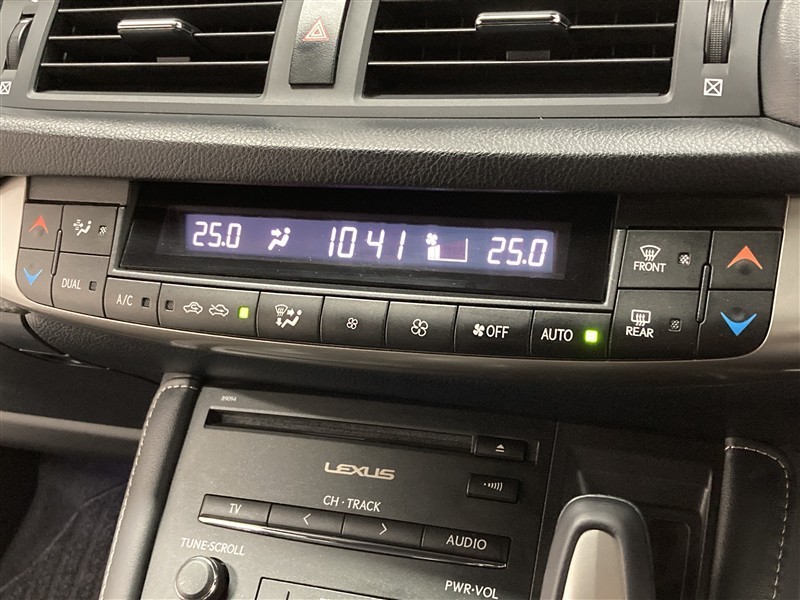 25.0 10 41 25.0
FRONT
DUAL
A/C
OFF
AUTO
REAR
89094
LEXUS
CH · TRACK
TV
AUDIO
TUNE·SCROLL
PWR·VOL